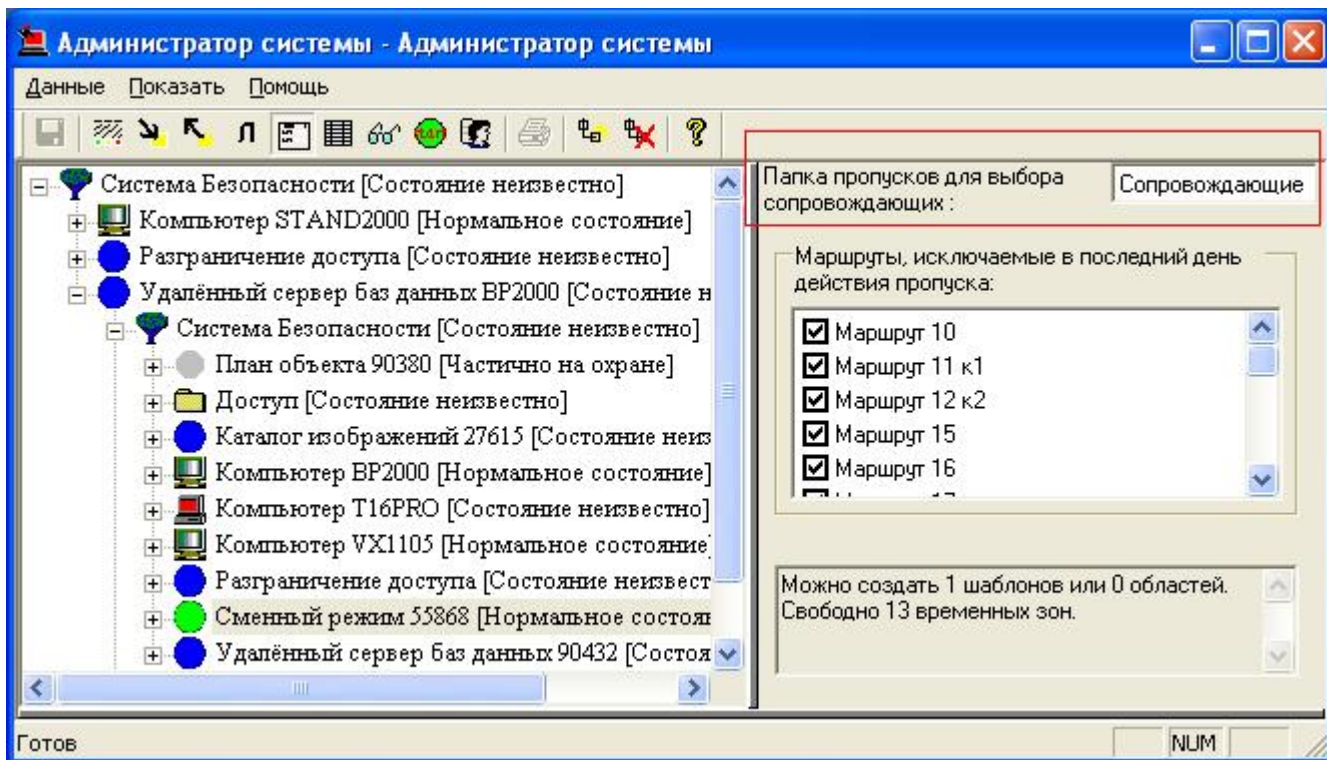 Администратор системы - Администратор системы
Данные Показать Помощь
Л
Система Безопасности [Состояние неизвестно]
Компьютер STAND2000 [Нормальное состояние]
Разграничение доступа [Состояние неизвестно]
Удалённый сервер баз данных BP2000 [Состояние н
Система Безопасности [Состояние неизвестно]
План объекта 90380 [Частично на охране]
Доступ [Состояние неизвестно]
Каталог изображений 27615 [Состояние неиз
Компьютер BP2000 [Нормальное состояние]
Компьютер T16PRO [Состояние неизвестно]
Компьютер VX1105 [Нормальное состояние]
Разграничение доступа [Состояние неизвест
Сменный режим 55868 [Нормальное состоян
Удалённый сервер баз данных 90432 [Состоя
Папка пропусков для выбора
сопровождающих :
Сопровождающие
Маршруты, исключаемые в последний день
действия пропуска:
Маршрут 10
Маршрут 11 к1
Маршрут 12 к2
Маршрут 15
Маршрут 16
Можно создать 1 шаблонов или 0 областей.
Свободно 13 временных зон.
Готов
NUM